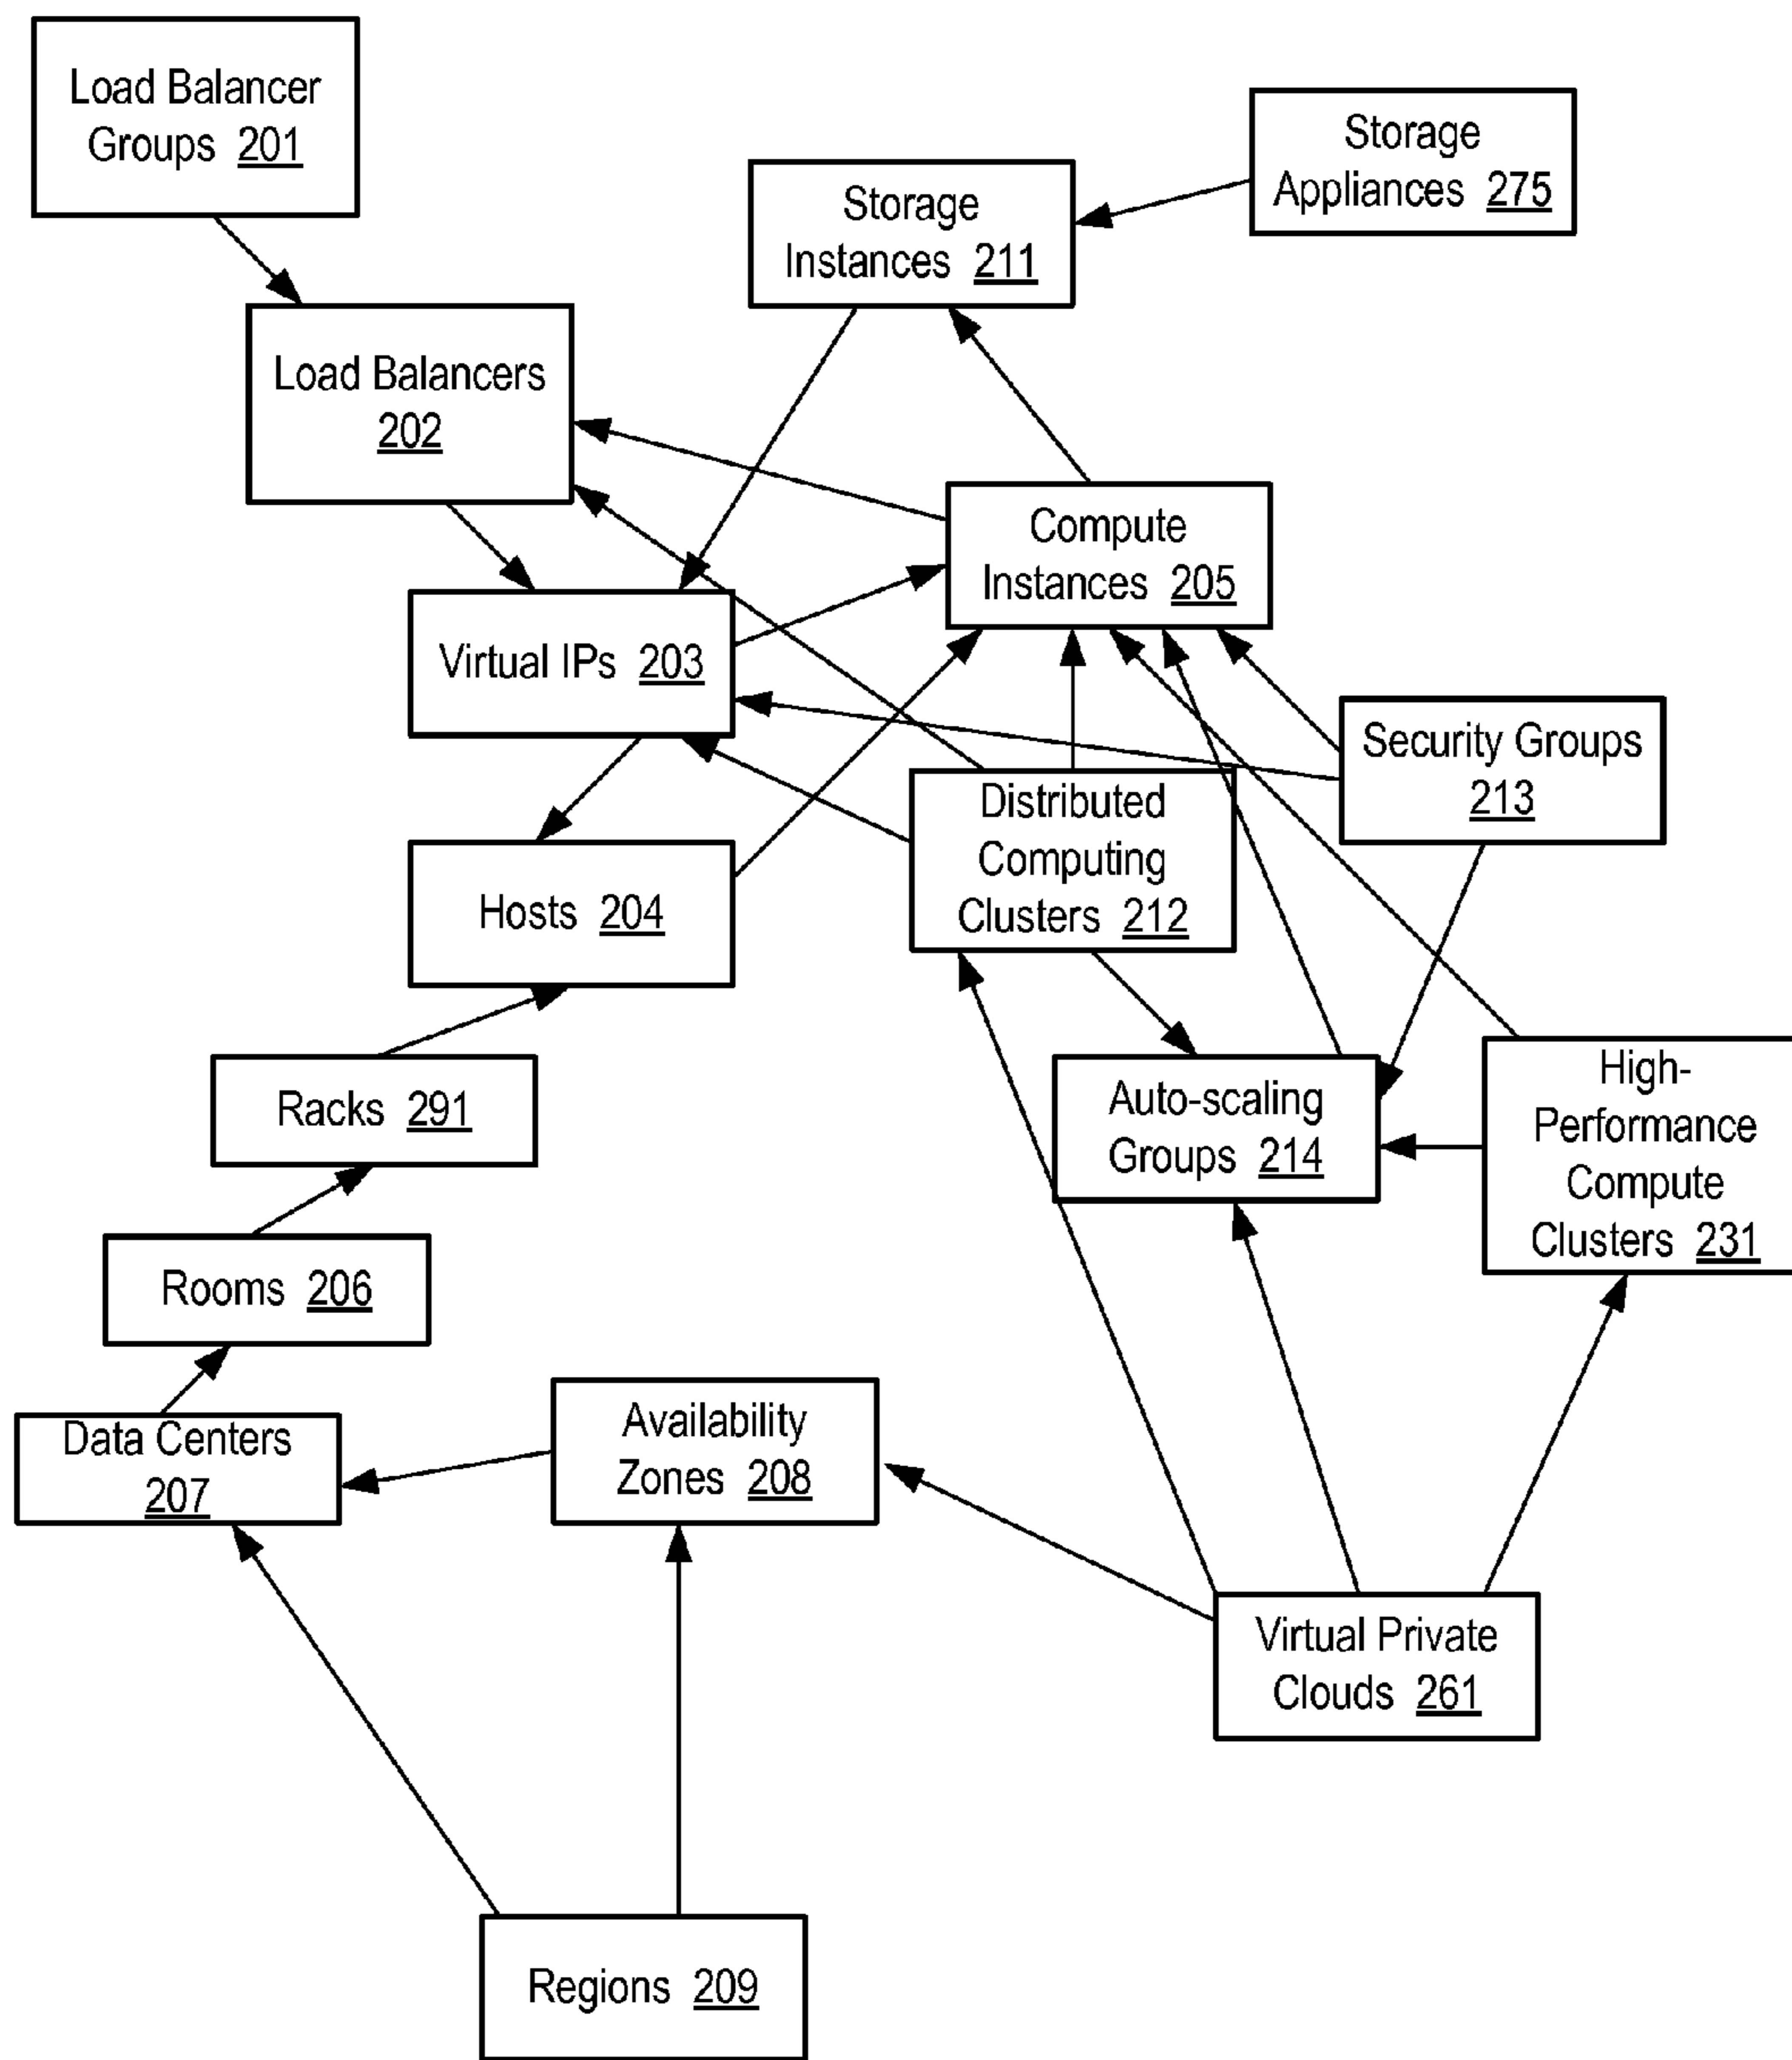 Load Balancer
Groups 201
Storage
Appliances 275
Storage
Instances 211
Load Balancers
202
Compute
Instances 205
Virtual IPs 203
Security Groups
213
Distributed
Computing
Clusters 212
Hosts 204
High-
Performance
Compute
Clusters 231
Auto-scaling
Groups 214
Racks 291
Rooms 206
Availability
Zones 208
Data Centers
207
Virtual Private
Clouds 261
Regions 209